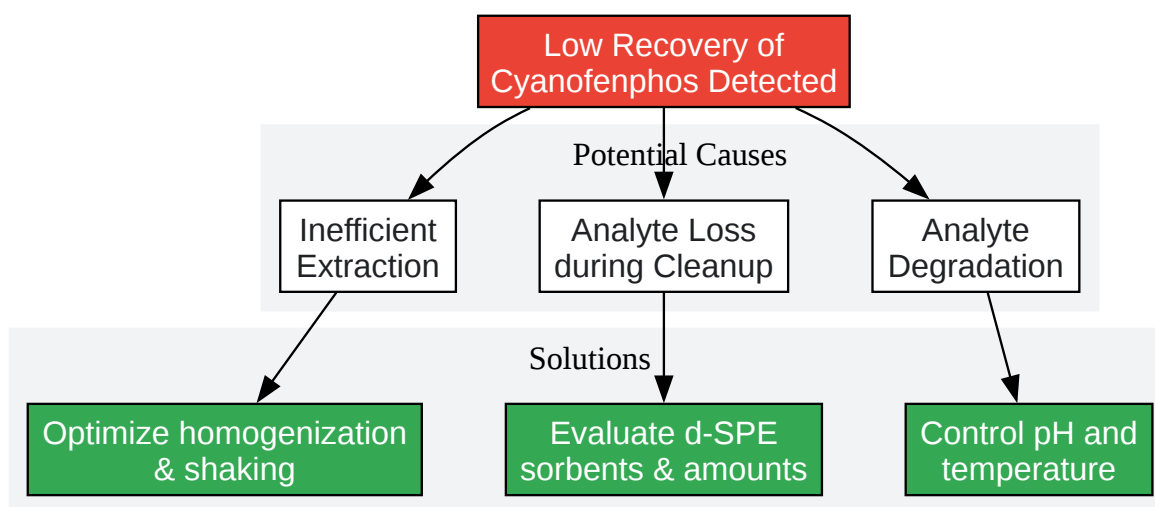 Low Recovery of
Cyanofenphos Detected
Potential Causes
Inefficient
Extraction
Analyte Loss
during Cleanup
Analyte
Degradation
Solutions
Optimize homogenization
& shaking
Evaluate d-SPE
sorbents & amounts
Control pH and
temperature